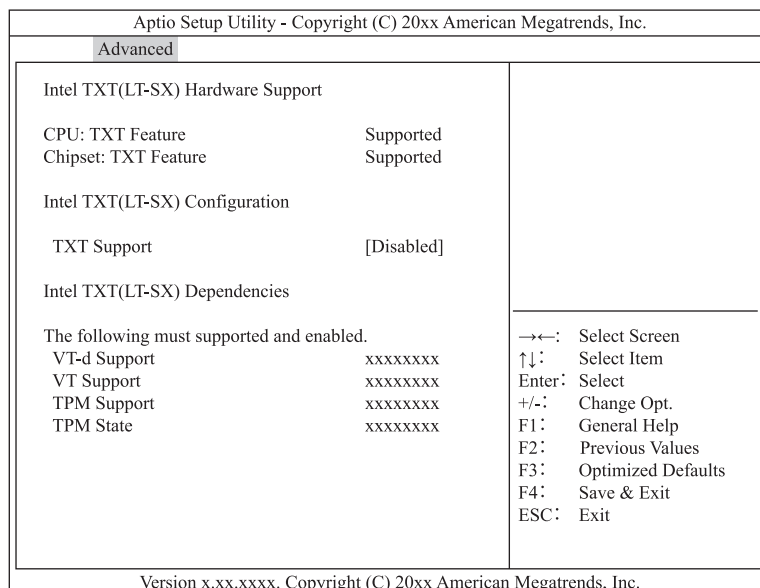 Aptio Setup Utility - Copyright (C) 20xx American Megatrends, Inc.
Advanced
Intel TXT(LT-SX) Hardware Support
CPU: TXT Feature Supported
Chipset: TXT Feature Supported
Intel TXT(LT-SX) Configuration
TXT Support [Disabled]
Intel TXT(LT-SX) Dependencies
The following must supported and enabled.
VT-d Support xxxxxxxx
VT Support xxxxxxxx
TPM Support xxxxxxxx
TPM State xxxxxxxx
→←: Select Screen
↑↓: Select Item
Enter: Select
+/-: Change Opt.
F1: General Help
F2: Previous Values
F3: Optimized Defaults
F4: Save & Exit
ESC: Exit
Version x.xx.xxxx. Copyright (C) 20xx American Megatrends, Inc.